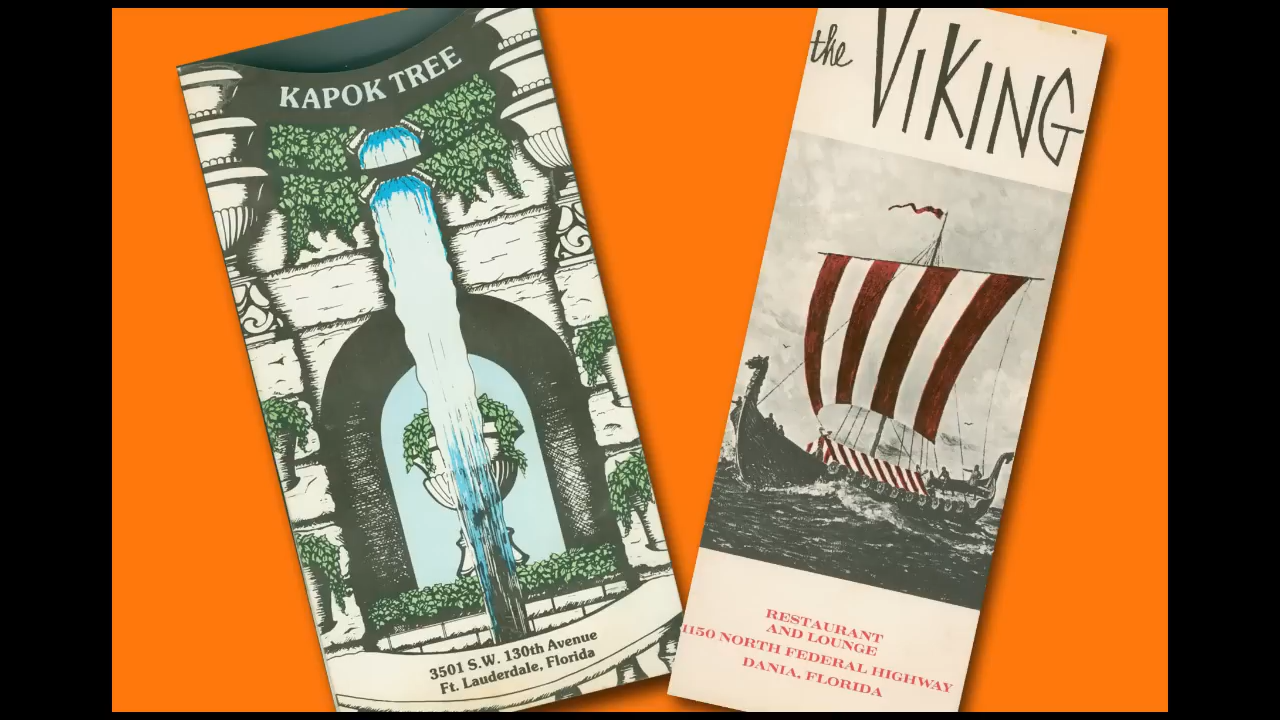 KAPOK TREE
3501 S.W. 130th Avenue
Ft. Lauderdale, Florida
the VIKING
RESTAURANT
AND LOUNGE
1150 NORTH FEDERAL HIGHWAY
DANIA, FLORIDA